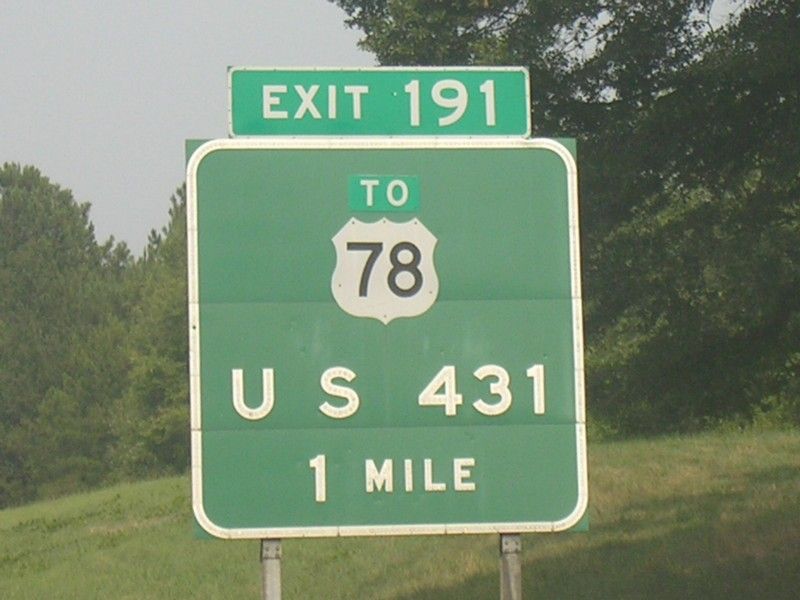 EXIT 191
TO
78
U S 431
1 MILE